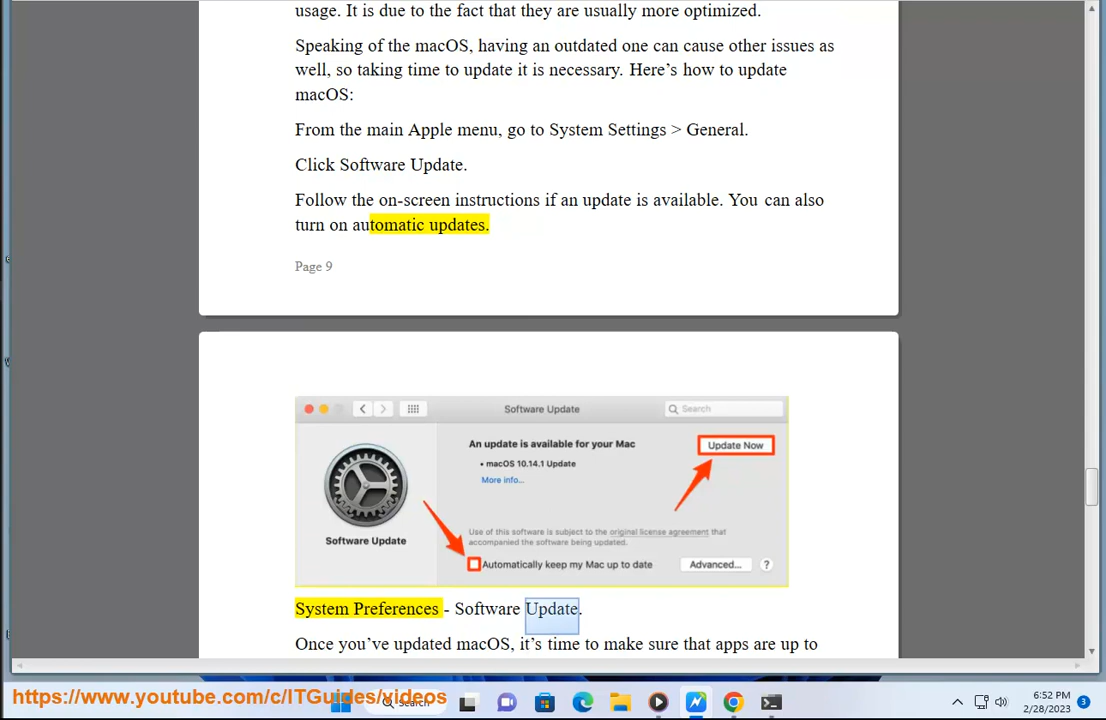 usage. It is due to the fact that they are usually more optimized.
Speaking of the macOS, having an outdated one can cause other issues as
well, so taking time to update it is necessary. Here’s how to update
macOS:
From the main Apple menu, go to System Settings > General.
Click Software Update.
Follow the on-screen instructions if an update is available. You can also
turn on automatic updates.
Page 9
Software Update
Search
An update is available for your Mac
Update Now
• macOS 10.14.1 Update
More info...
Software Update
Use of this software is subject to the original license agreement that
accompanied the software being updated.
Automatically keep my Mac up to date
Advanced...
?
System Preferences - Software Update.
Once you’ve updated macOS, it’s time to make sure that apps are up to
https://www.youtube.com/c/ITGuides/videos
Search
6:52 PM
2/28/2023
3